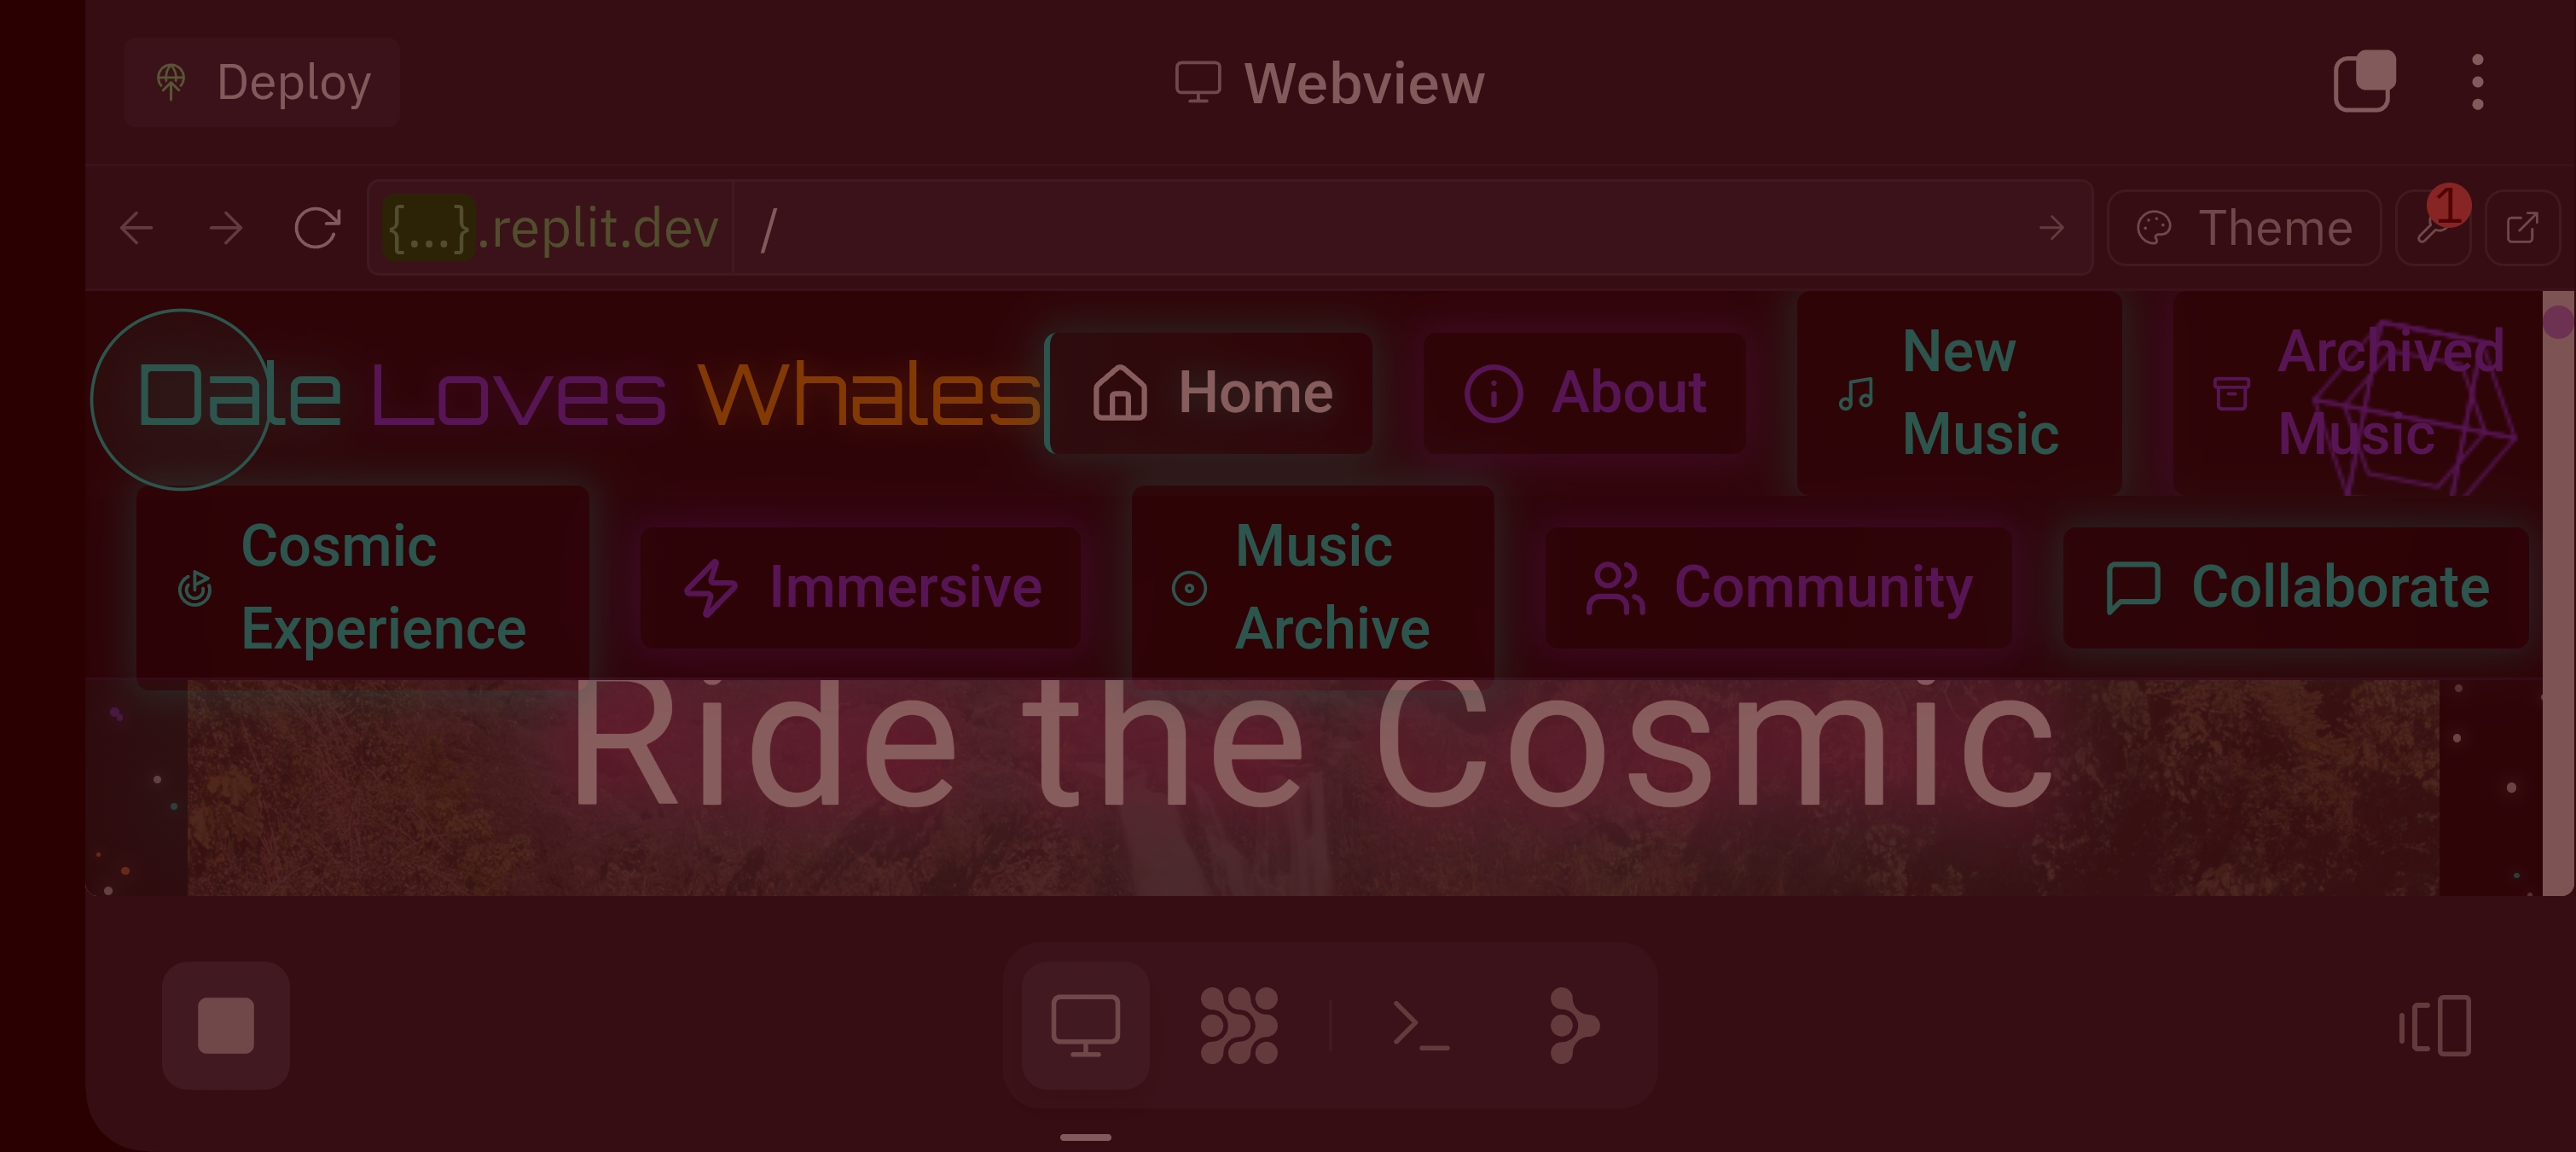 Deploy
Webview
{...}.replit.dev /
Theme
1
Dale Loves Whales
Home
About
New
Music
Archived
Music
Cosmic
Experience
Immersive
Music
Archive
Community
Collaborate
Ride the Cosmic